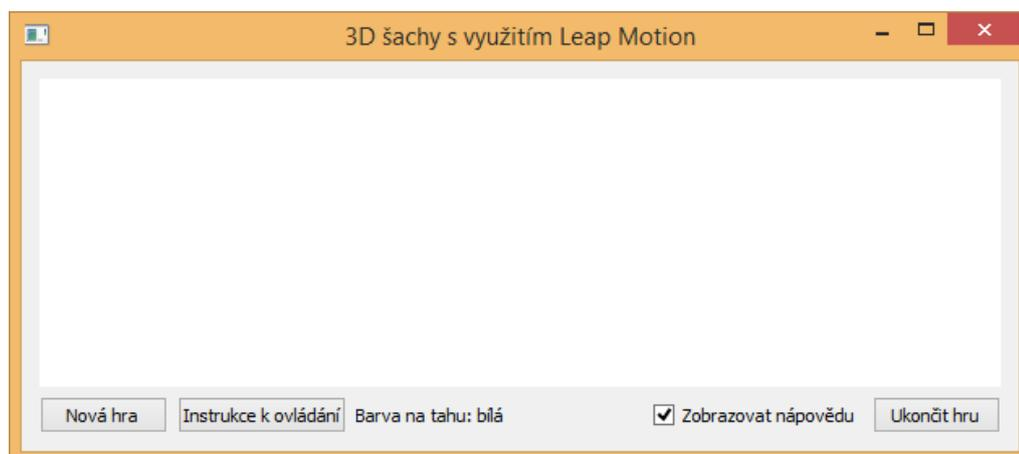 3D šachy s využitím Leap Motion
Nová hra Instrukce k ovládání Barva na tahu: bílá Zobrazovat nápovědu Ukončit hru